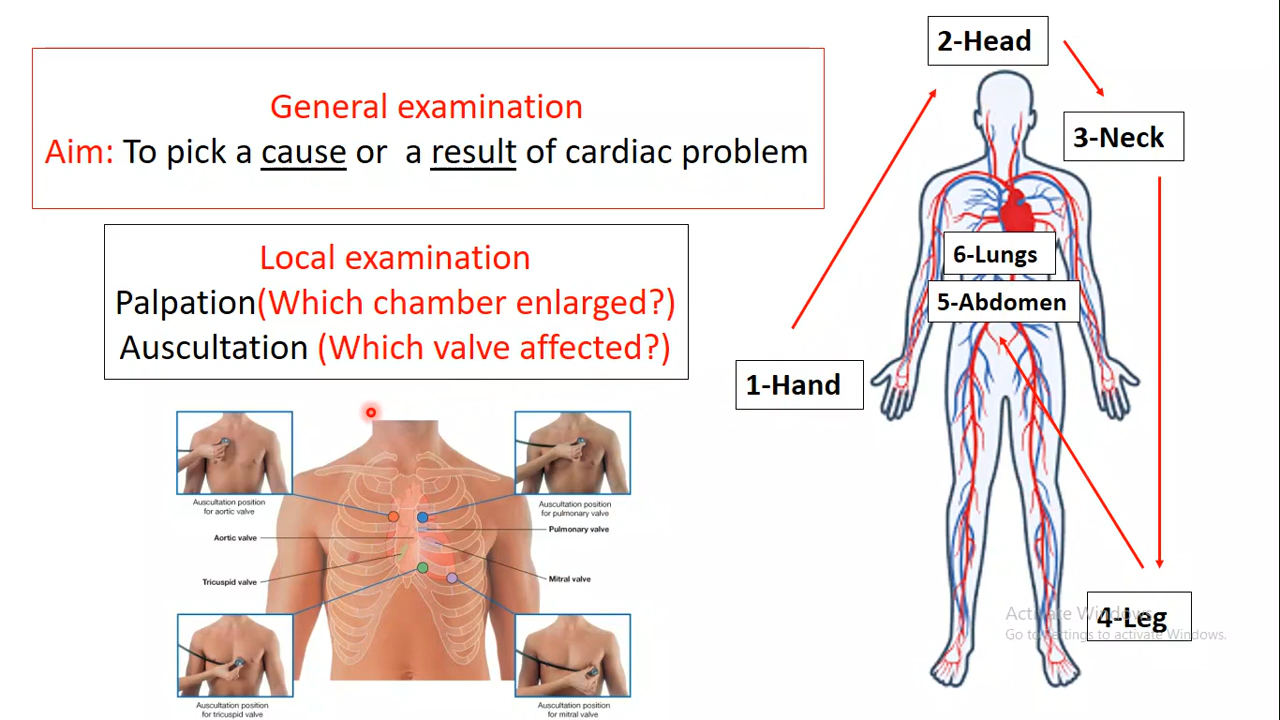 General examination
Aim: To pick a cause or a result of cardiac problem
Local examination
Palpation(Which chamber enlarged?)
Auscultation (Which valve affected?)
Auscultation position
for aortic valve
Auscultation position
for pulmonary valve
Aortic valve
Pulmonary valve
Tricuspid valve
Mitral valve
Auscultation position
for tricuspid valve
Auscultation position
for mitral valve
1-Hand
2-Head
3-Neck
6-Lungs
5-Abdomen
4-Leg
Activate Windows
Go to Settings to activate Windows.